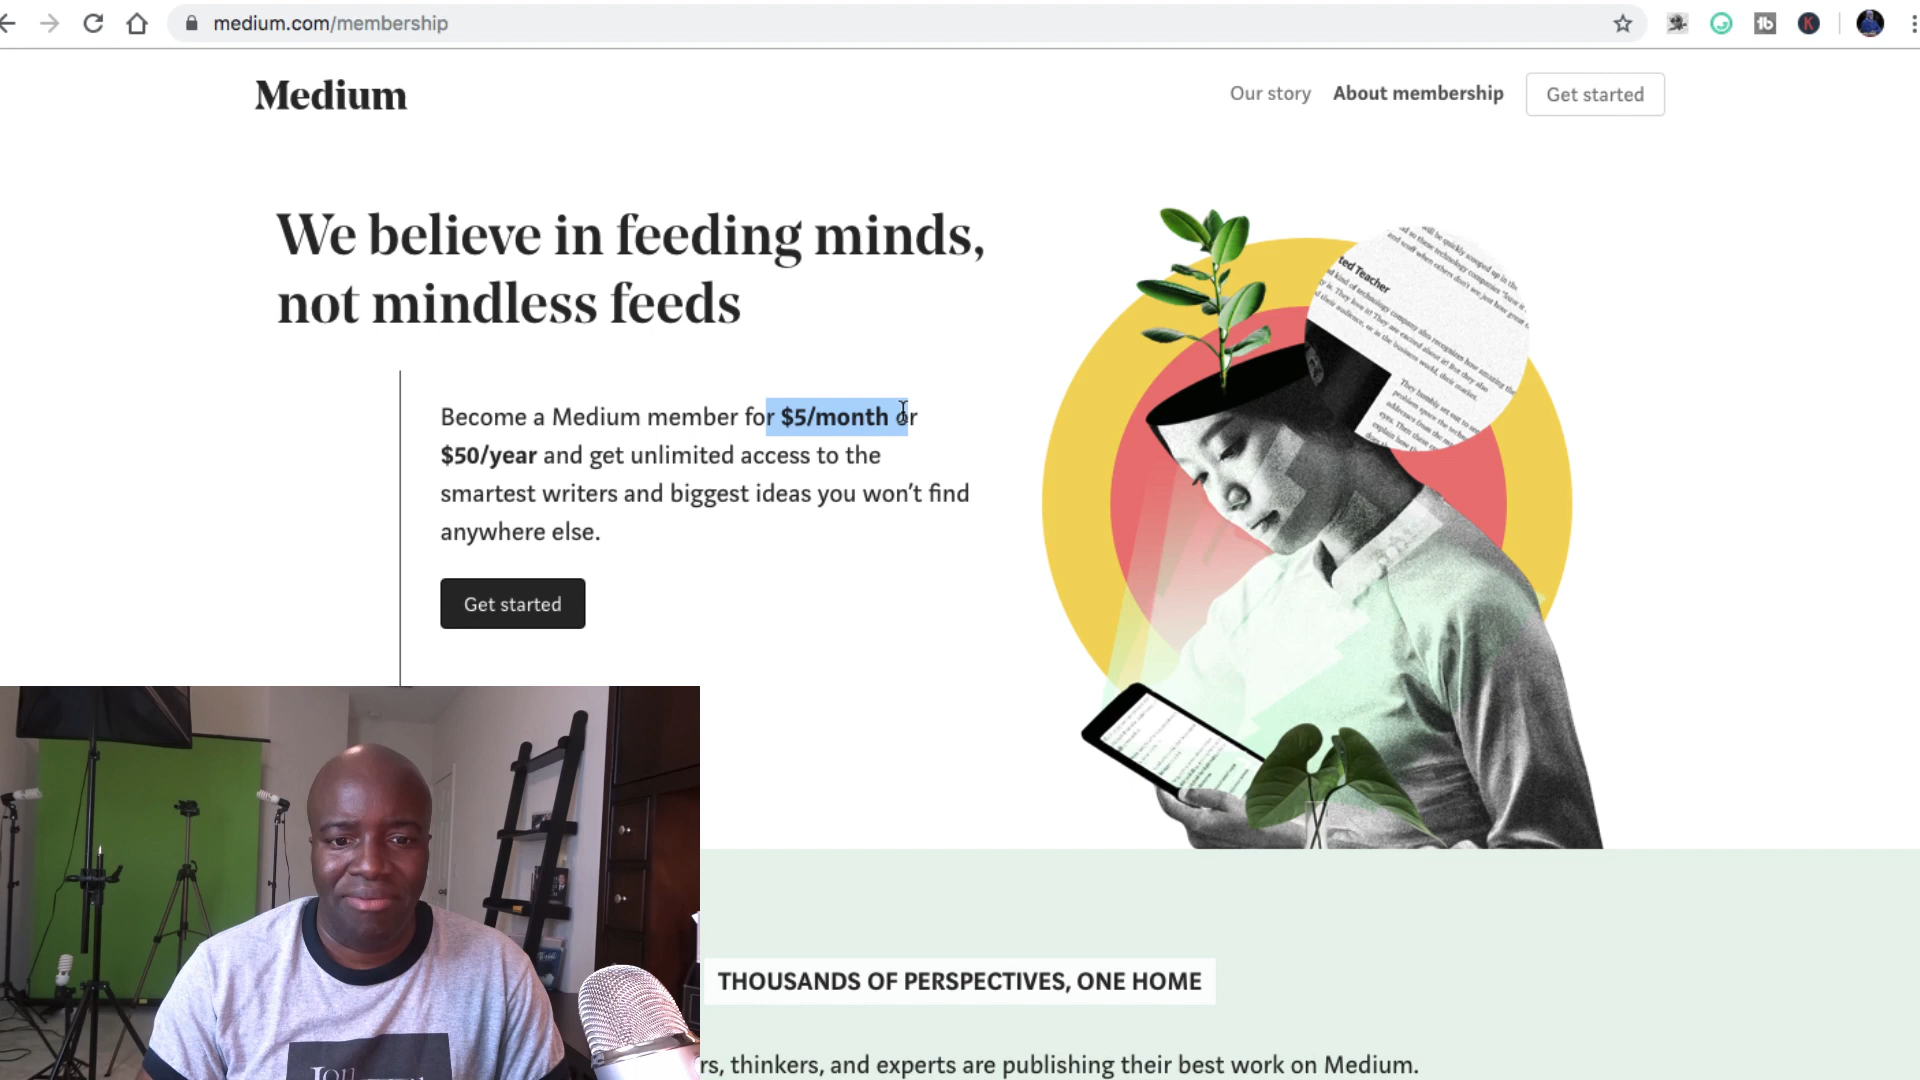 medium.com/membership
Medium
Our story
About membership
Get started
We believe in feeding minds,
not mindless feeds
Become a Medium member for $5/month or
$50/year and get unlimited access to the
smartest writers and biggest ideas you won't find
anywhere else.
Get started
ted Teacher
THOUSANDS OF PERSPECTIVES, ONE HOME
rs, thinkers, and experts are publishing their best work on Medium.